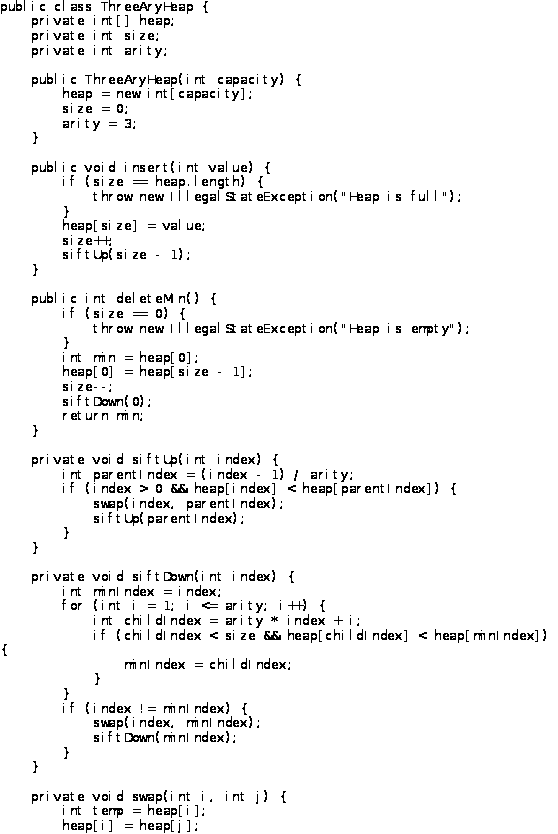 public class ThreeAryHeap {
    private int[] heap;
    private int size;
    private int arity;

    public ThreeAryHeap(int capacity) {
        heap = new int[capacity];
        size = 0;
        arity = 3;
    }

    public void insert(int value) {
        if (size == heap.length) {
            throw new IllegalStateException("Heap is full");
        }
        heap[size] = value;
        size++;
        siftUp(size - 1);
    }

    public int deleteMin() {
        if (size == 0) {
            throw new IllegalStateException("Heap is empty");
        }
        int min = heap[0];
        heap[0] = heap[size - 1];
        size--;
        siftDown(0);
        return min;
    }

    private void siftUp(int index) {
        int parentIndex = (index - 1) / arity;
        if (index > 0 && heap[index] < heap[parentIndex]) {
            swap(index, parentIndex);
            siftUp(parentIndex);
        }
    }

    private void siftDown(int index) {
        int minIndex = index;
        for (int i = 1; i <= arity; i++) {
            int childIndex = arity * index + i;
            if (childIndex < size && heap[childIndex] < heap[minIndex])
{
                minIndex = childIndex;
            }
        }
        if (index != minIndex) {
            swap(index, minIndex);
            siftDown(minIndex);
        }
    }

    private void swap(int i, int j) {
        int temp = heap[i];
        heap[i] = heap[j];